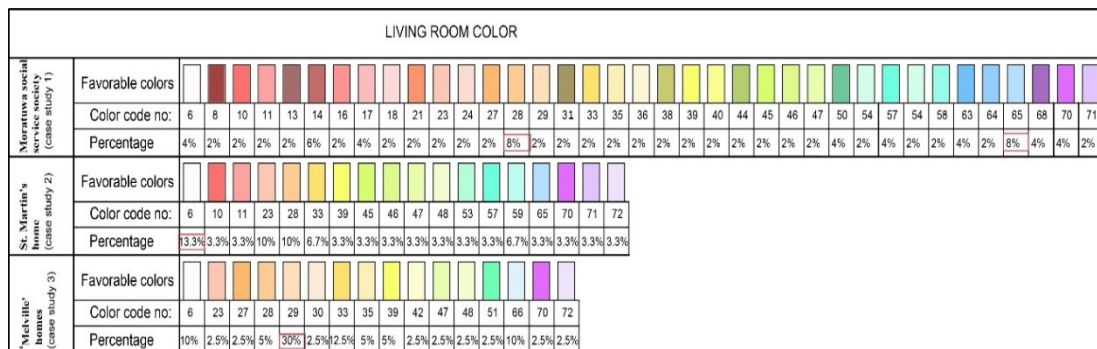 LIVING ROOM COLOR
Moratuwa social
service society
(case study 1)
Favorable colors
Color code no: 6 8 10 11 13 14 16 17 18 21 23 24 27 28 29 31 33 35 36 38 39 40 44 45 46 47 50 54 57 54 58 63 64 65 68 70 71
Percentage 4% 2% 2% 2% 2% 6% 2% 4% 2% 2% 2% 2% 2% 8% 2% 2% 2% 2% 2% 2% 2% 2% 2% 2% 2% 2% 4% 2% 4% 2% 2% 4% 2% 8% 4% 4% 2%
St. Martin's
home
(case study 2)
Favorable colors
Color code no: 6 10 11 23 28 33 39 45 46 47 48 53 57 59 65 70 71 72
Percentage 13.3% 3.3% 3.3% 10% 10% 6.7% 3.3% 3.3% 3.3% 3.3% 3.3% 3.3% 3.3% 6.7% 3.3% 3.3% 3.3% 3.3%
'Melville'
homes
(case study 3)
Favorable colors
Color code no: 6 23 27 28 29 30 33 35 39 42 47 48 51 66 70 72
Percentage 10% 2.5% 2.5% 5% 30% 2.5% 12.5% 5% 5% 2.5% 2.5% 2.5% 2.5% 10% 2.5% 2.5%